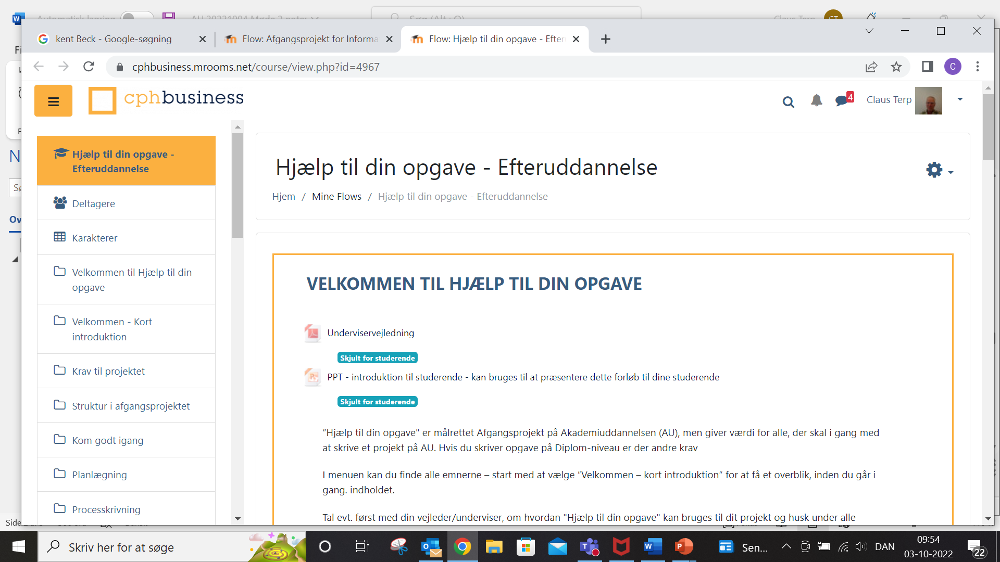 kent Beck - Google-søgning
Flow: Afgangsprojekt for Informa
Flow: Hjælp til din opgave - Efter
cphbusiness.mrooms.net/course/view.php?id=4967
C
cphbusiness
4
Claus Terp
Hjælp til din opgave -
Efteruddannelse
Deltagere
Karakterer
Velkommen til Hjælp til din
opgave
Velkommen - Kort
introduktion
Krav til projektet
Struktur i afgangsprojektet
Kom godt igang
Planlægning
Processkrivning
Hjælp til din opgave - Efteruddannelse
Hjem / Mine Flows / Hjælp til din opgave - Efteruddannelse
VELKOMMEN TIL HJÆLP TIL DIN OPGAVE
Underviservejledning
Skjult for studerende
PPT - introduktion til studerende - kan bruges til at præsentere dette forløb til dine studerende
Skjult for studerende
”Hjælp til din opgave" er målrettet Afgangsprojekt på Akademiuddannelsen (AU), men giver værdi for alle, der skal i gang med
at skrive et projekt på AU. Hvis du skriver opgave på Diplom-niveau er der andre krav
I menuen kan du finde alle emnerne – start med at vælge ”Velkommen – kort introduktion” for at få et overblik, inden du går i
gang. indholdet.
Tal evt. først med din vejleder/underviser, om hvordan "Hjælp til din opgave" kan bruges til dit projekt og husk under alle
Skriv her for at søge
Sen...
DAN
09:54
03-10-2022
22